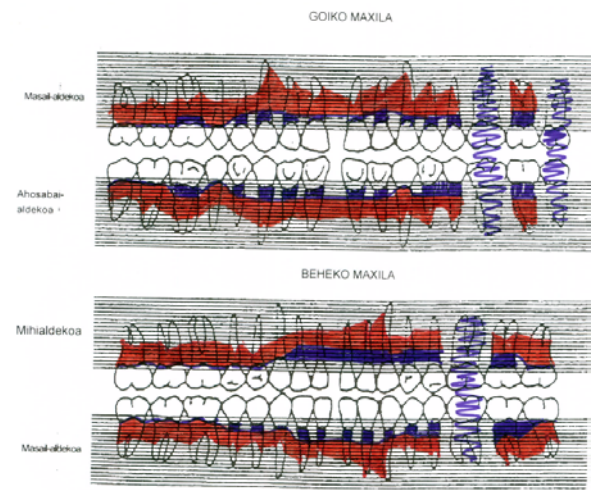 GOIKO MAXILA
Masail-aldekoa
Ahosabai-
aldekoa
BEHEKO MAXILA
Mihialdekoa
Masail-aldekoa